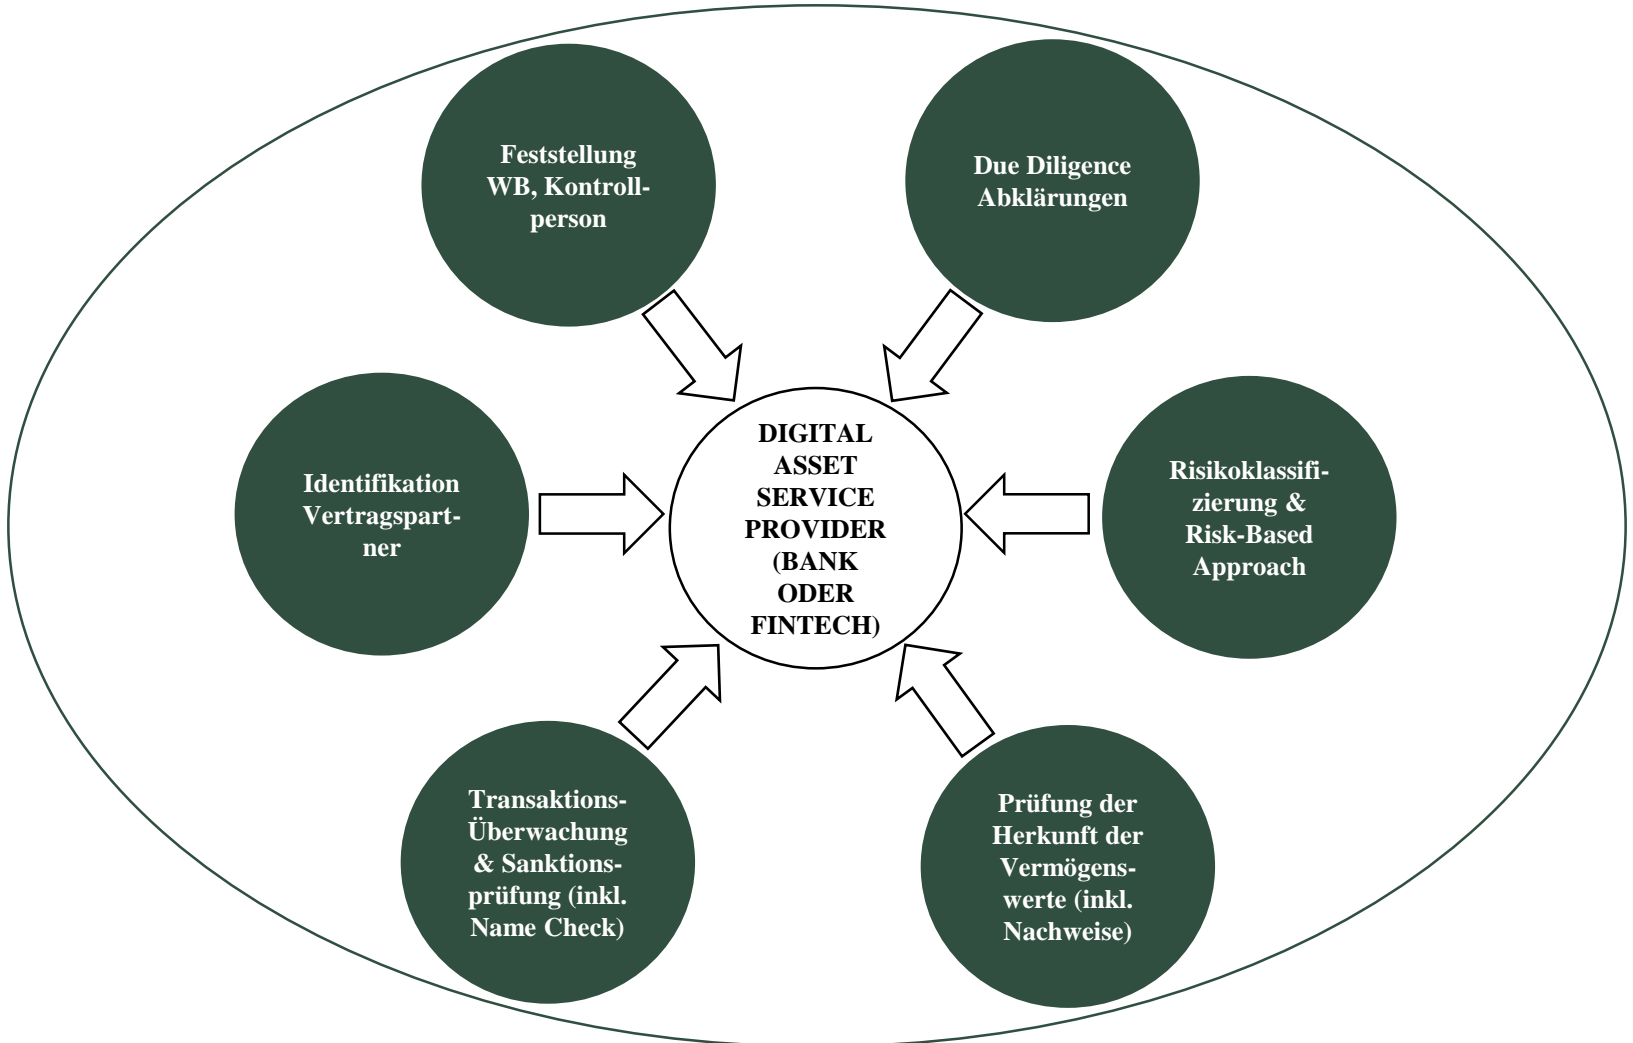 Feststellung
WB, Kontroll-
person
Due Diligence
Abklärungen
Identifikation
Vertragspart-
ner
DIGITAL
ASSET
SERVICE
PROVIDER
(BANK
ODER
FINTECH)
Risikoklassifi-
zierung &
Risk-Based
Approach
Transaktions-
Überwachung
& Sanktions-
prüfung (inkl.
Name Check)
Prüfung der
Herkunft der
Vermögens-
werte (inkl.
Nachweise)